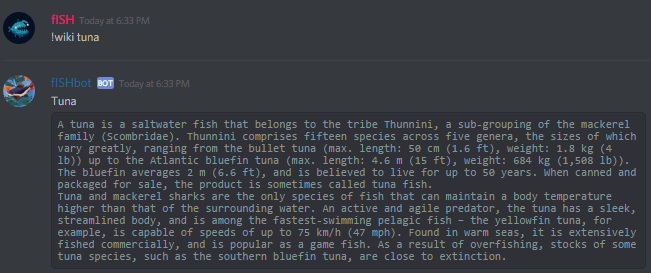 fISH Today at 6:33 PM
!wiki tuna
fISHbot BOT Today at 6:33 PM
Tuna
A tuna is a saltwater fish that belongs to the tribe Thunnini, a sub-grouping of the mackerel
family (Scombridae). Thunnini comprises fifteen species across five genera, the sizes of which
vary greatly, ranging from the bullet tuna (max. length: 50 cm (1.6 ft), weight: 1.8 kg (4
lb)) up to the Atlantic bluefin tuna (max. length: 4.6 m (15 ft), weight: 684 kg (1,508 lb)).
The bluefin averages 2 m (6.6 ft), and is believed to live for up to 50 years. When canned and
packaged for sale, the product is sometimes called tuna fish.
Tuna and mackerel sharks are the only species of fish that can maintain a body temperature
higher than that of the surrounding water. An active and agile predator, the tuna has a sleek,
streamlined body, and is among the fastest-swimming pelagic fish – the yellowfin tuna, for
example, is capable of speeds of up to 75 km/h (47 mph). Found in warm seas, it is extensively
fished commercially, and is popular as a game fish. As a result of overfishing, stocks of some
tuna species, such as the southern bluefin tuna, are close to extinction.